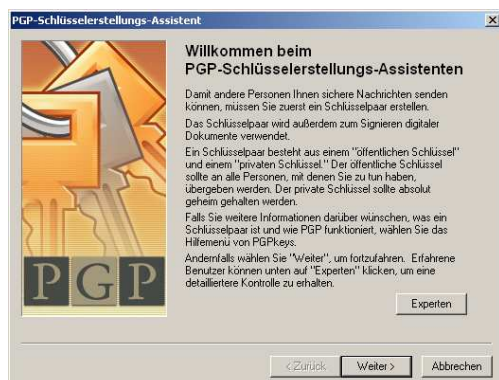 PGP-Schlüsselerstellungs-Assistent
Willkommen beim
PGP-Schlüsselerstellungs-Assistenten
Damit andere Personen Ihnen sichere Nachrichten senden
können, müssen Sie zuerst ein Schlüsselpaar erstellen.
Das Schlüsselpaar wird außerdem zum Signieren digitaler
Dokumente verwendet.
Ein Schlüsselpaar besteht aus einem "öffentlichen Schlüssel"
und einem "privaten Schlüssel." Der öffentliche Schlüssel
sollte an alle Personen, mit denen Sie zu tun haben,
übergeben werden. Der private Schlüssel sollte absolut
geheim gehalten werden.
Falls Sie weitere Informationen darüber wünschen, was ein
Schlüsselpaar ist und wie PGP funktioniert, wählen Sie das
Hilfemenü von PGPkeys.
Andernfalls wählen Sie "Weiter", um fortzufahren. Erfahrene
Benutzer können unten auf "Experten" klicken, um eine
detailliertere Kontrolle zu erhalten.
PGP
Experten
< Zurück
Weiter >
Abbrechen